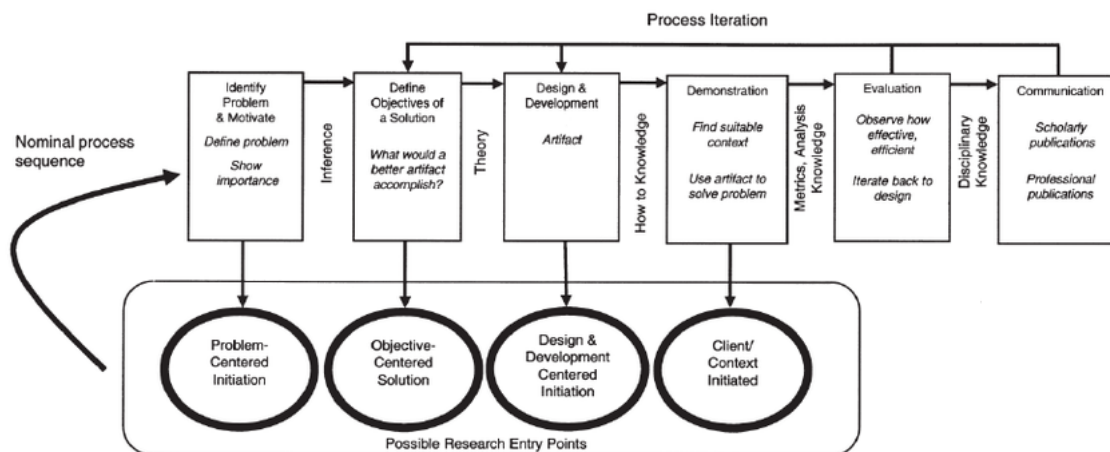 Process Iteration
Nominal process
sequence
Identify
Problem
& Motivate
Define problem
Show
importance
Inference
Define
Objectives of
a Solution
What would a
better artifact
accomplish?
Theory
Design &
Development
Artifact
How to Knowledge
Demonstration
Find suitable
context
Use artifact to
solve problem
Metrics, Analysis
Knowledge
Evaluation
Observe how
effective,
efficient
Iterate back to
design
Disciplinary
Knowledge
Communication
Scholarly
publications
Professional
publications
Problem-
Centered
Initiation
Objective-
Centered
Solution
Design &
Development
Centered
Initiation
Client/
Context
Initiated
Possible Research Entry Points